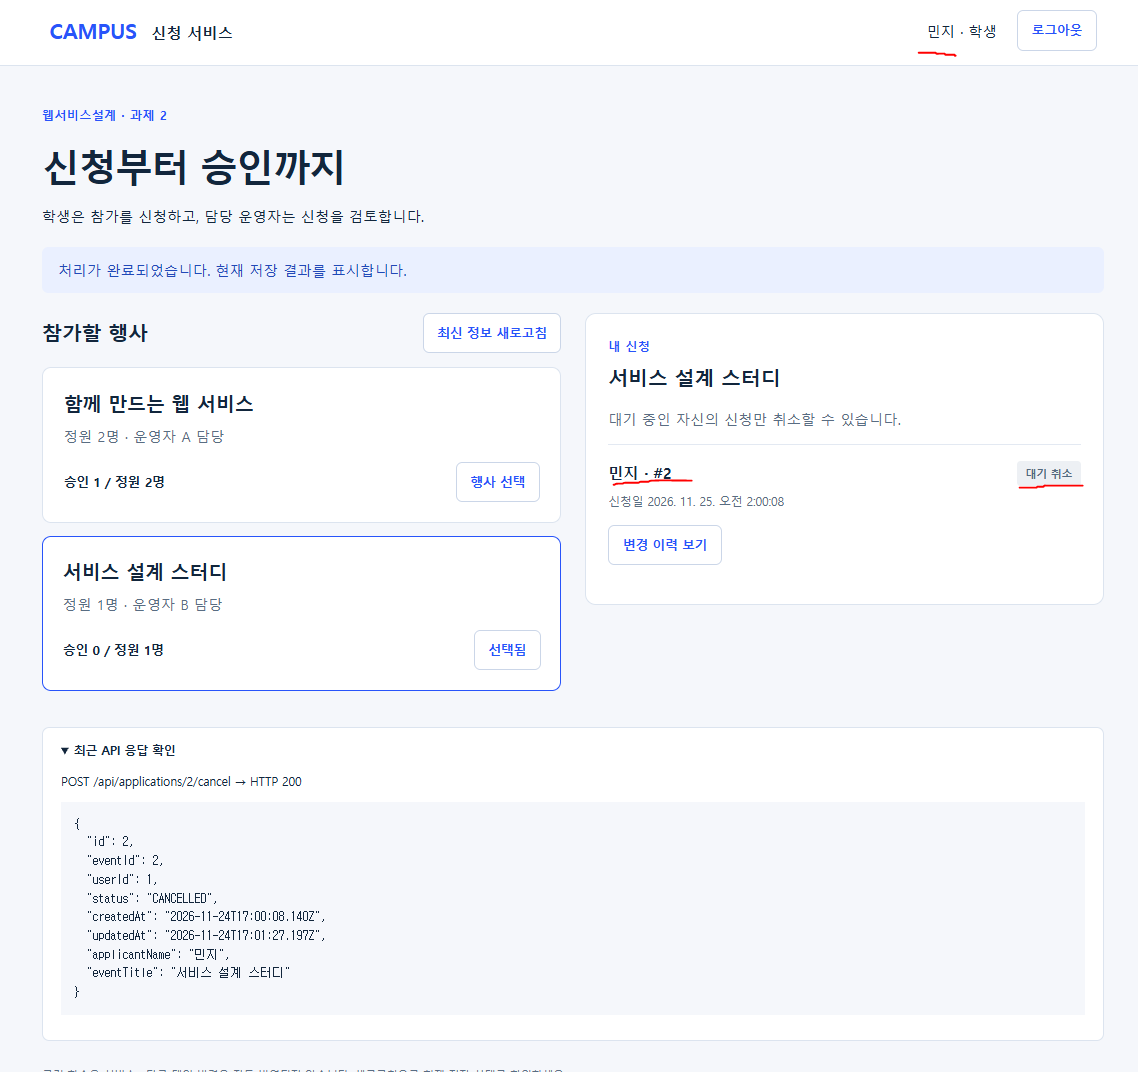 CAMPUS 신청 서비스
민지 · 학생
로그아웃
웹서비스설계 · 과제 2
신청부터 승인까지
학생은 참가를 신청하고, 담당 운영자는 신청을 검토합니다.
처리가 완료되었습니다. 현재 저장 결과를 표시합니다.
참가할 행사
최신 정보 새로고침
함께 만드는 웹 서비스
정원 2명 · 운영자 A 담당
승인 1 / 정원 2명
행사 선택
서비스 설계 스터디
정원 1명 · 운영자 B 담당
승인 0 / 정원 1명
선택됨
내 신청
서비스 설계 스터디
대기 중인 자신의 신청만 취소할 수 있습니다.
민지 · #2
대기 취소
신청일 2026. 11. 25. 오전 2:00:08
변경 이력 보기
▼ 최근 API 응답 확인
POST /api/applications/2/cancel → HTTP 200
{
"id": 2,
"eventId": 2,
"userId": 1,
"status": "CANCELLED",
"createdAt": "2026-11-24T17:00:08.140Z",
"updatedAt": "2026-11-24T17:01:27.197Z",
"applicantName": "민지",
"eventTitle": "서비스 설계 스터디"
}